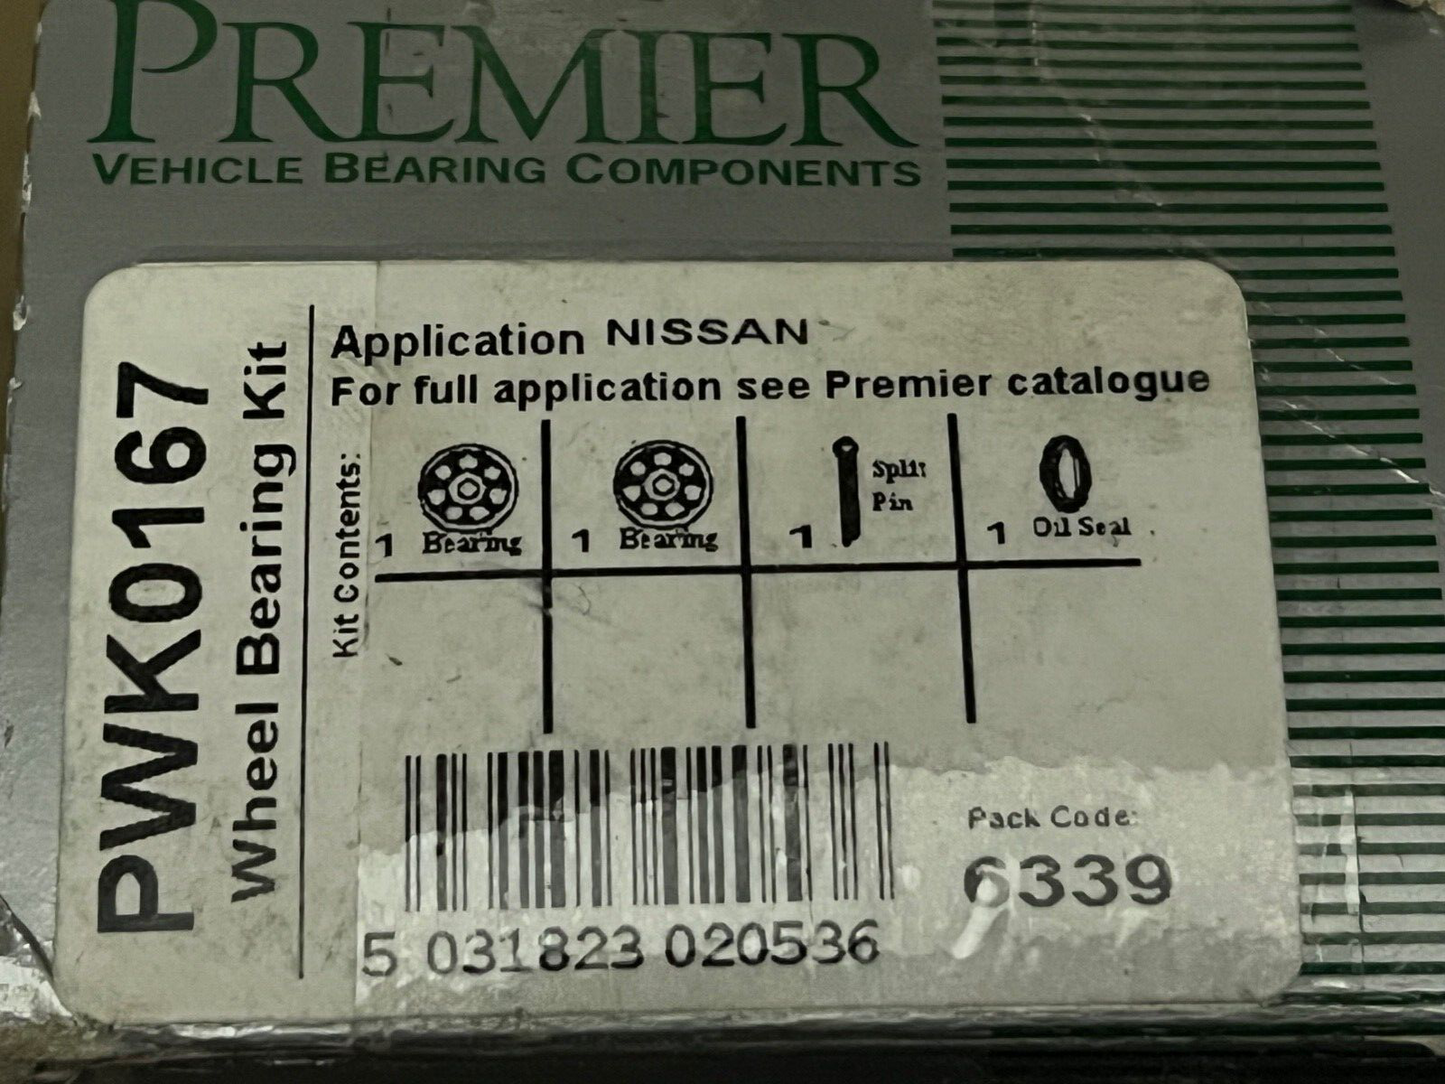 PREMIER
VEHICLE BEARING COMPONENTS
PWK0167
Wheel Bearing Kit
Application NISSAN
For full application see Premier catalogue
Kit Contents:
1 Bearing
1 Bearing
1 Split Pin
1 Oil Seal
5 031823 020536
Pack Code:
6339